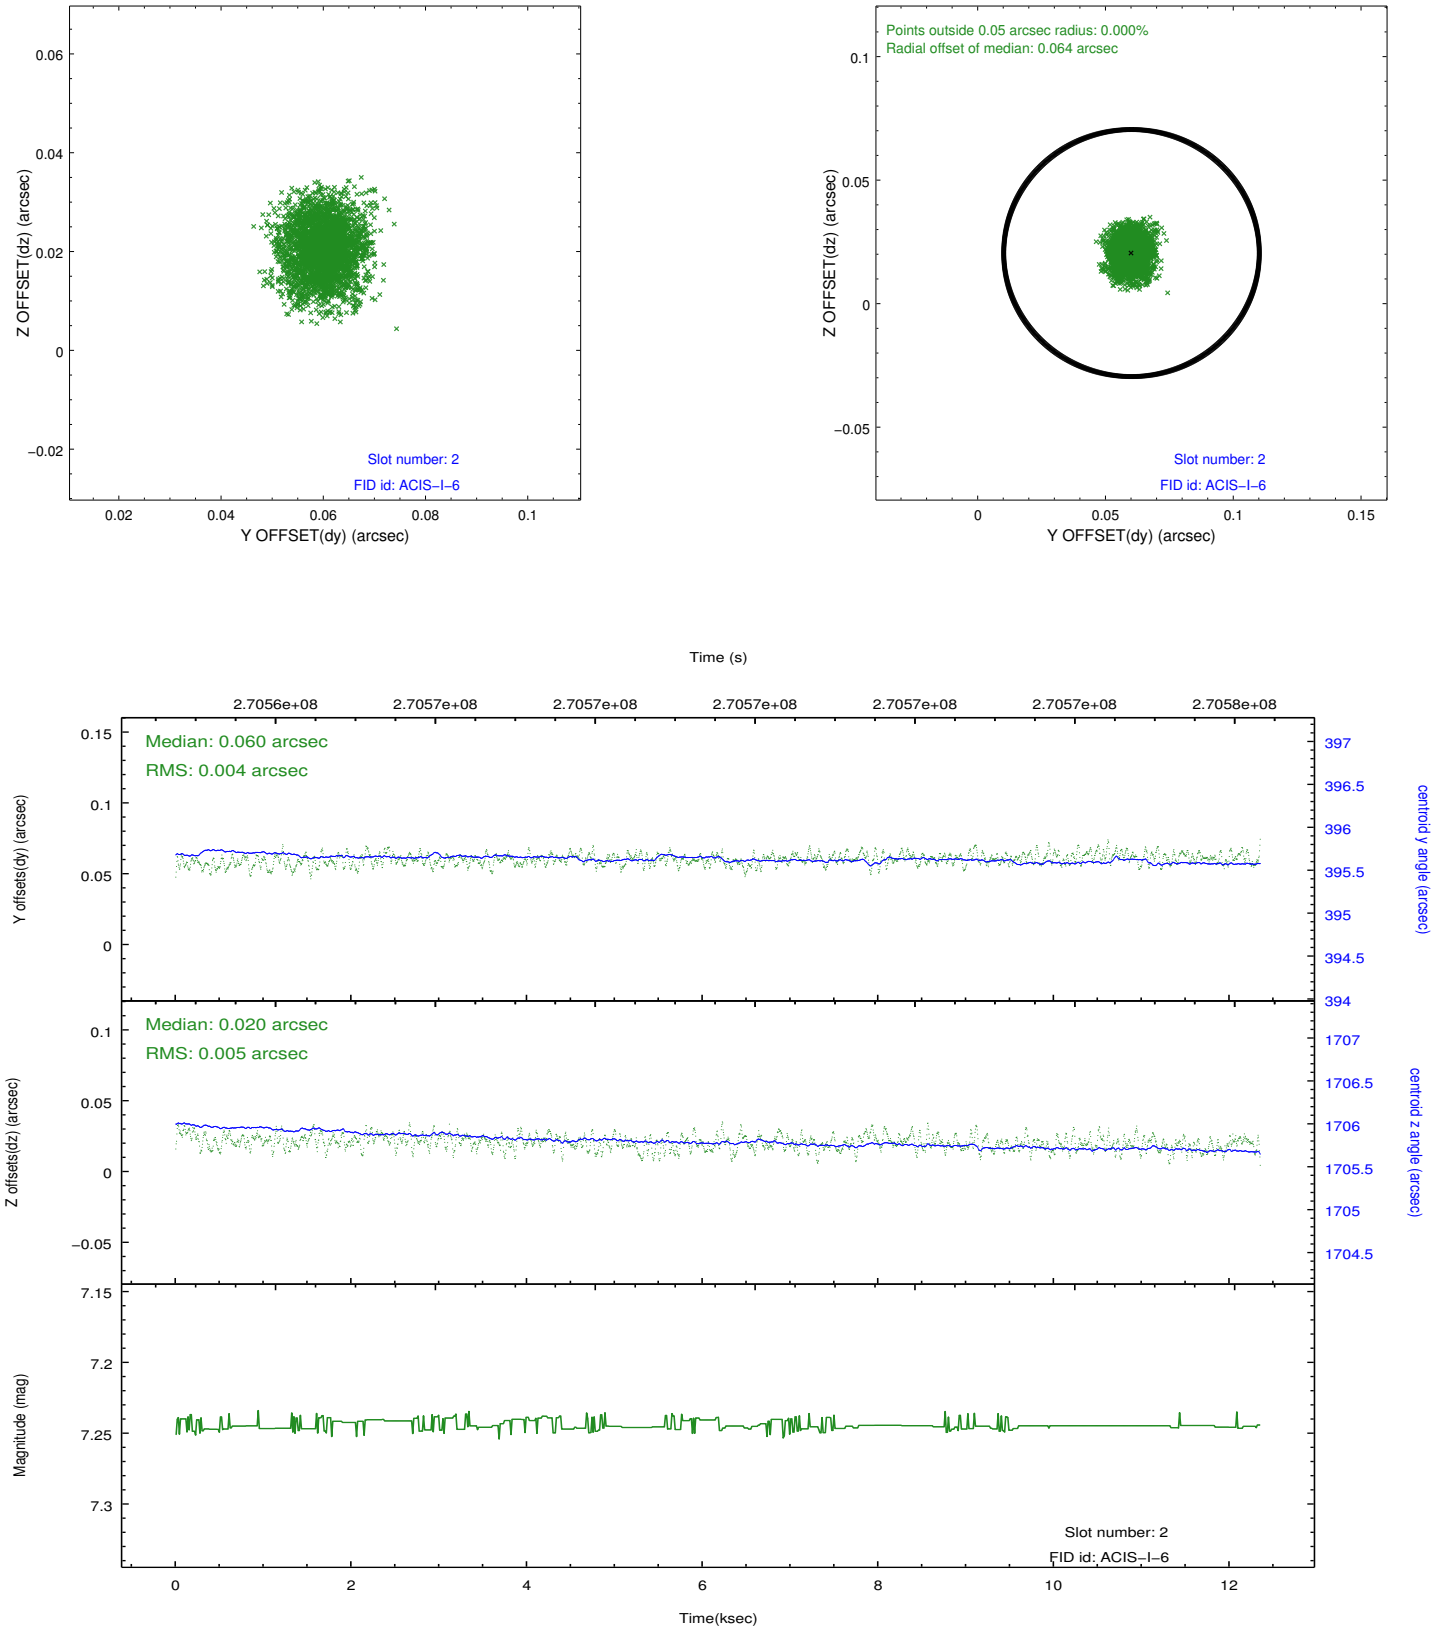 0.06
0.04
0.02
0
−0.02
Z OFFSET(dz) (arcsec)
Slot number: 2
FID id: ACIS−I−6
0.02 0.04 0.06 0.08 0.1
Y OFFSET(dy) (arcsec)
Points outside 0.05 arcsec radius: 0.000%
Radial offset of median: 0.064 arcsec
0.1
0.05
0
−0.05
Z OFFSET(dz) (arcsec)
Slot number: 2
FID id: ACIS−I−6
0 0.05 0.1 0.15
Y OFFSET(dy) (arcsec)
Time (s)
2.7056e+08 2.7057e+08 2.7057e+08 2.7057e+08 2.7057e+08 2.7057e+08 2.7058e+08
Median: 0.060 arcsec
RMS: 0.004 arcsec
0.15
0.1
0.05
0
Y offsets(dy) (arcsec)
397
396.5
396
395.5
395
394.5
394
centroid y angle (arcsec)
Median: 0.020 arcsec
RMS: 0.005 arcsec
0.1
0.05
0
−0.05
Z offsets(dz) (arcsec)
1707
1706.5
1706
1705.5
1705
1704.5
centroid z angle (arcsec)
7.15
7.2
7.25
7.3
Magnitude (mag)
Slot number: 2
FID id: ACIS−I−6
0 2 4 6 8 10 12
Time(ksec)